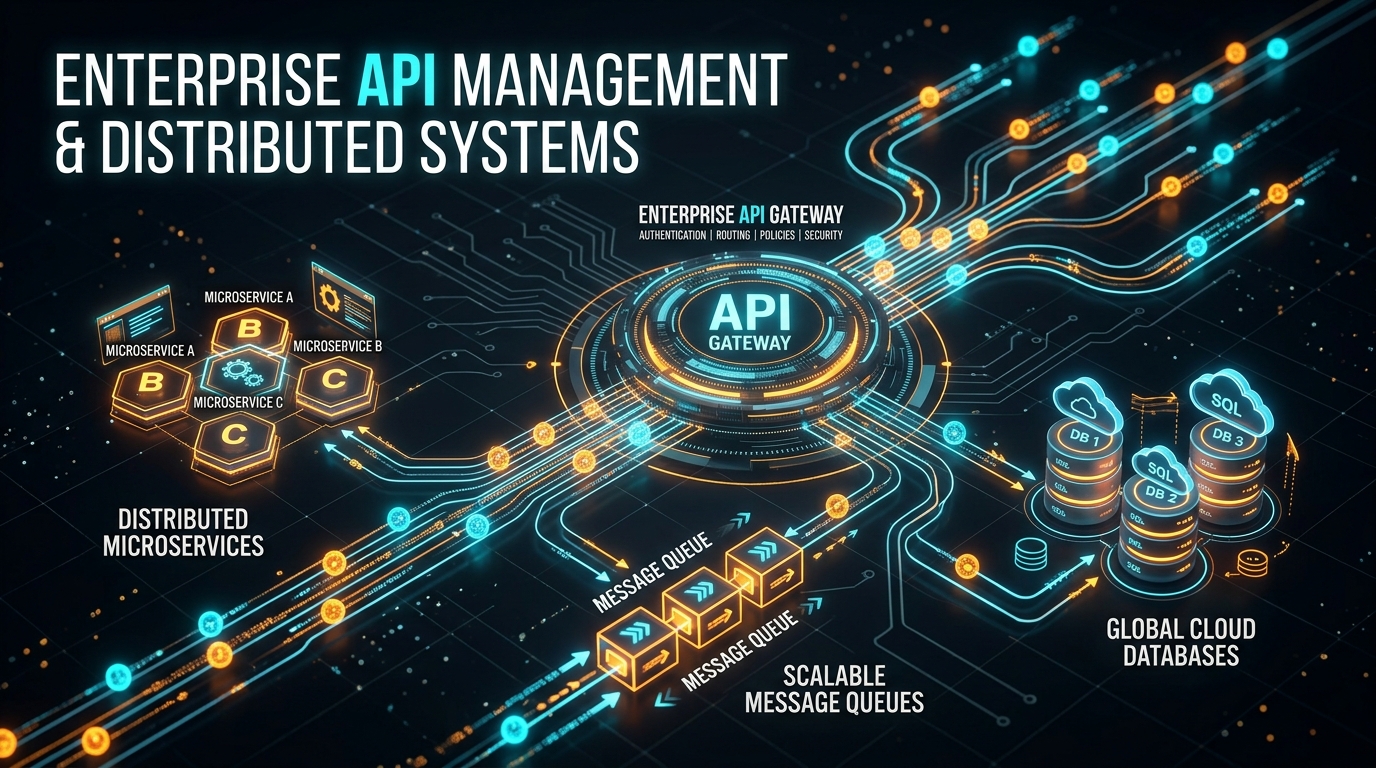 ENTERPRISE API MANAGEMENT
& DISTRIBUTED SYSTEMS
ENTERPRISE API GATEWAY
AUTHENTICATION | ROUTING | POLICIES | SECURITY
API
GATEWAY
MICROSERVICE A
B
MICROSERVICE A
B
MICROSERVICE B
C
MICROSERVICE C
C
DISTRIBUTED
MICROSERVICES
MESSAGE QUEUE
MESSAGE QUEUE
SCALABLE
MESSAGE QUEUES
DB 1
SQL
DB 3
SQL
DB 2
SQL
GLOBAL CLOUD
DATABASES